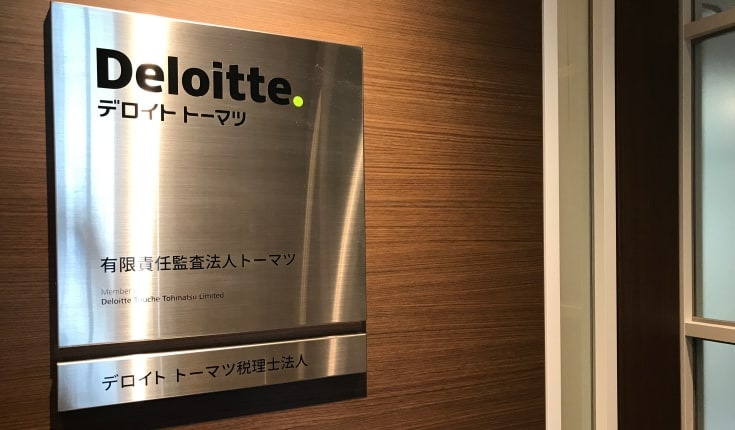 Deloitte.
デロイト トーマツ
有限責任監査法人トーマツ
Member of
Deloitte Touche Tohmatsu Limited
デロイト トーマツ税理士法人